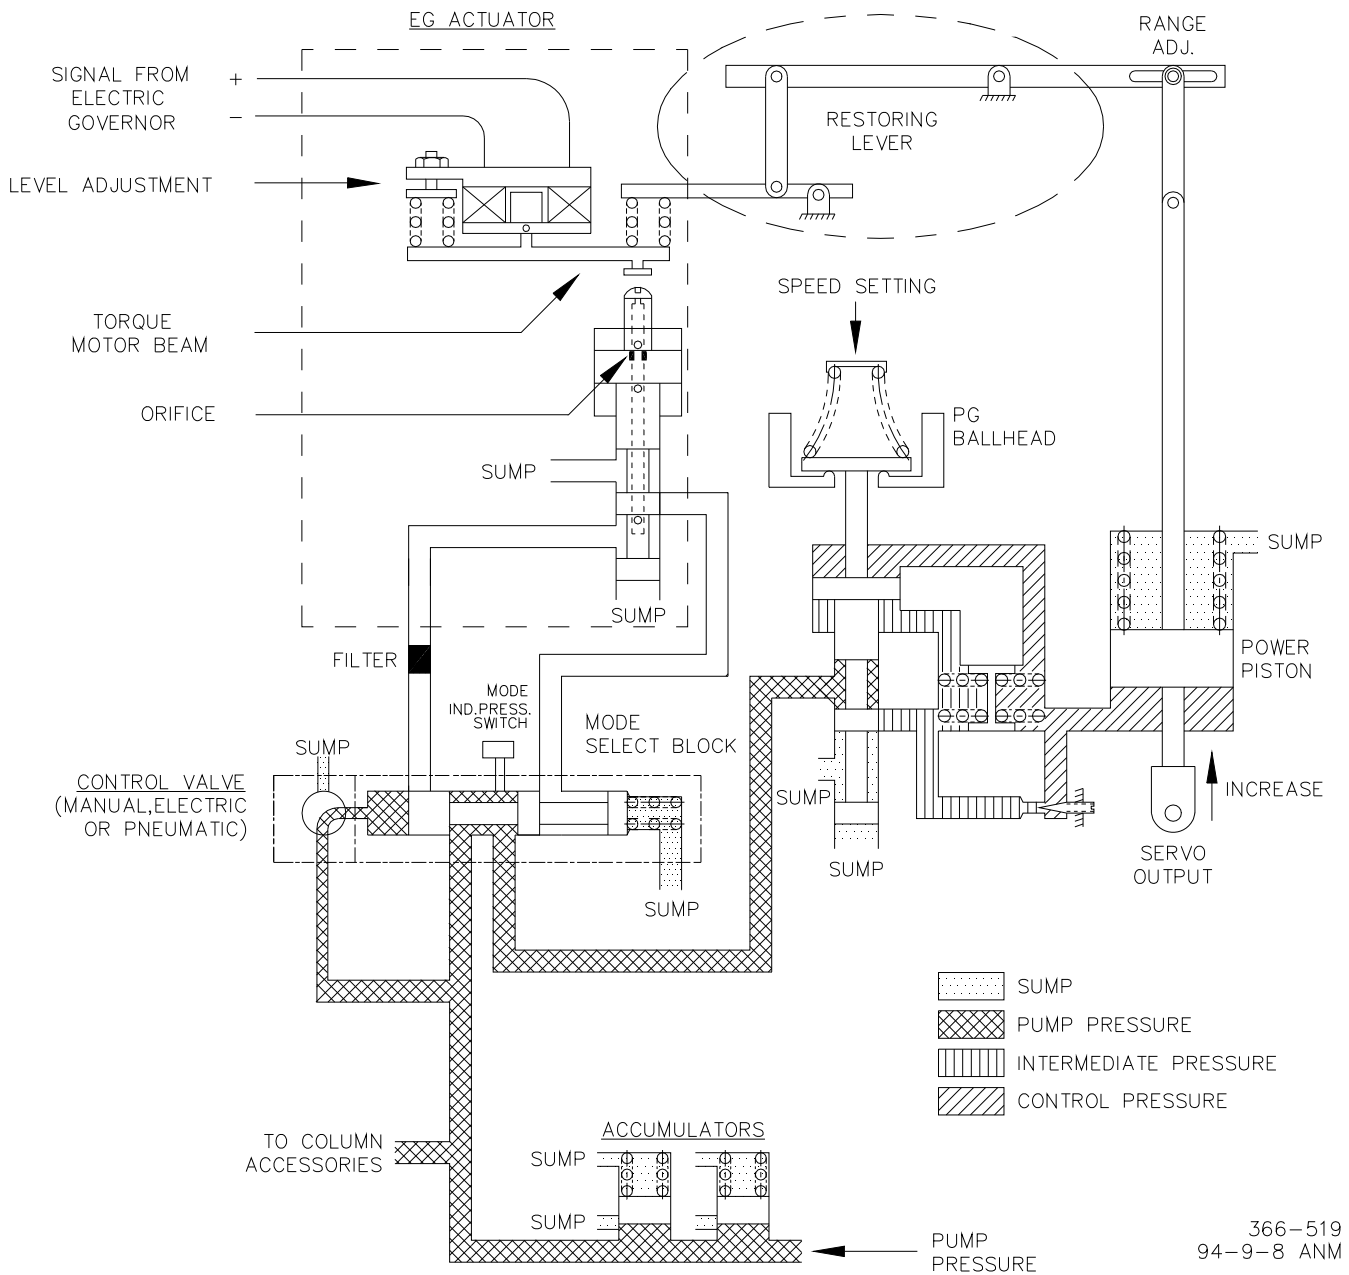 EG ACTUATOR
RANGE
ADJ.
SIGNAL FROM
ELECTRIC
GOVERNOR
+
−
RESTORING
LEVER
LEVEL ADJUSTMENT
SPEED SETTING
TORQUE
MOTOR BEAM
ORIFICE
PG
BALLHEAD
SUMP
SUMP
SUMP
FILTER
POWER
PISTON
MODE
IND.PRESS.
SWITCH
MODE
SELECT BLOCK
SUMP
CONTROL VALVE
(MANUAL,ELECTRIC
OR PNEUMATIC)
SUMP
INCREASE
SUMP
SERVO
OUTPUT
SUMP
SUMP
PUMP PRESSURE
INTERMEDIATE PRESSURE
CONTROL PRESSURE
ACCUMULATORS
TO COLUMN
ACCESSORIES
SUMP
SUMP
PUMP
PRESSURE
366−519
94−9−8 ANM